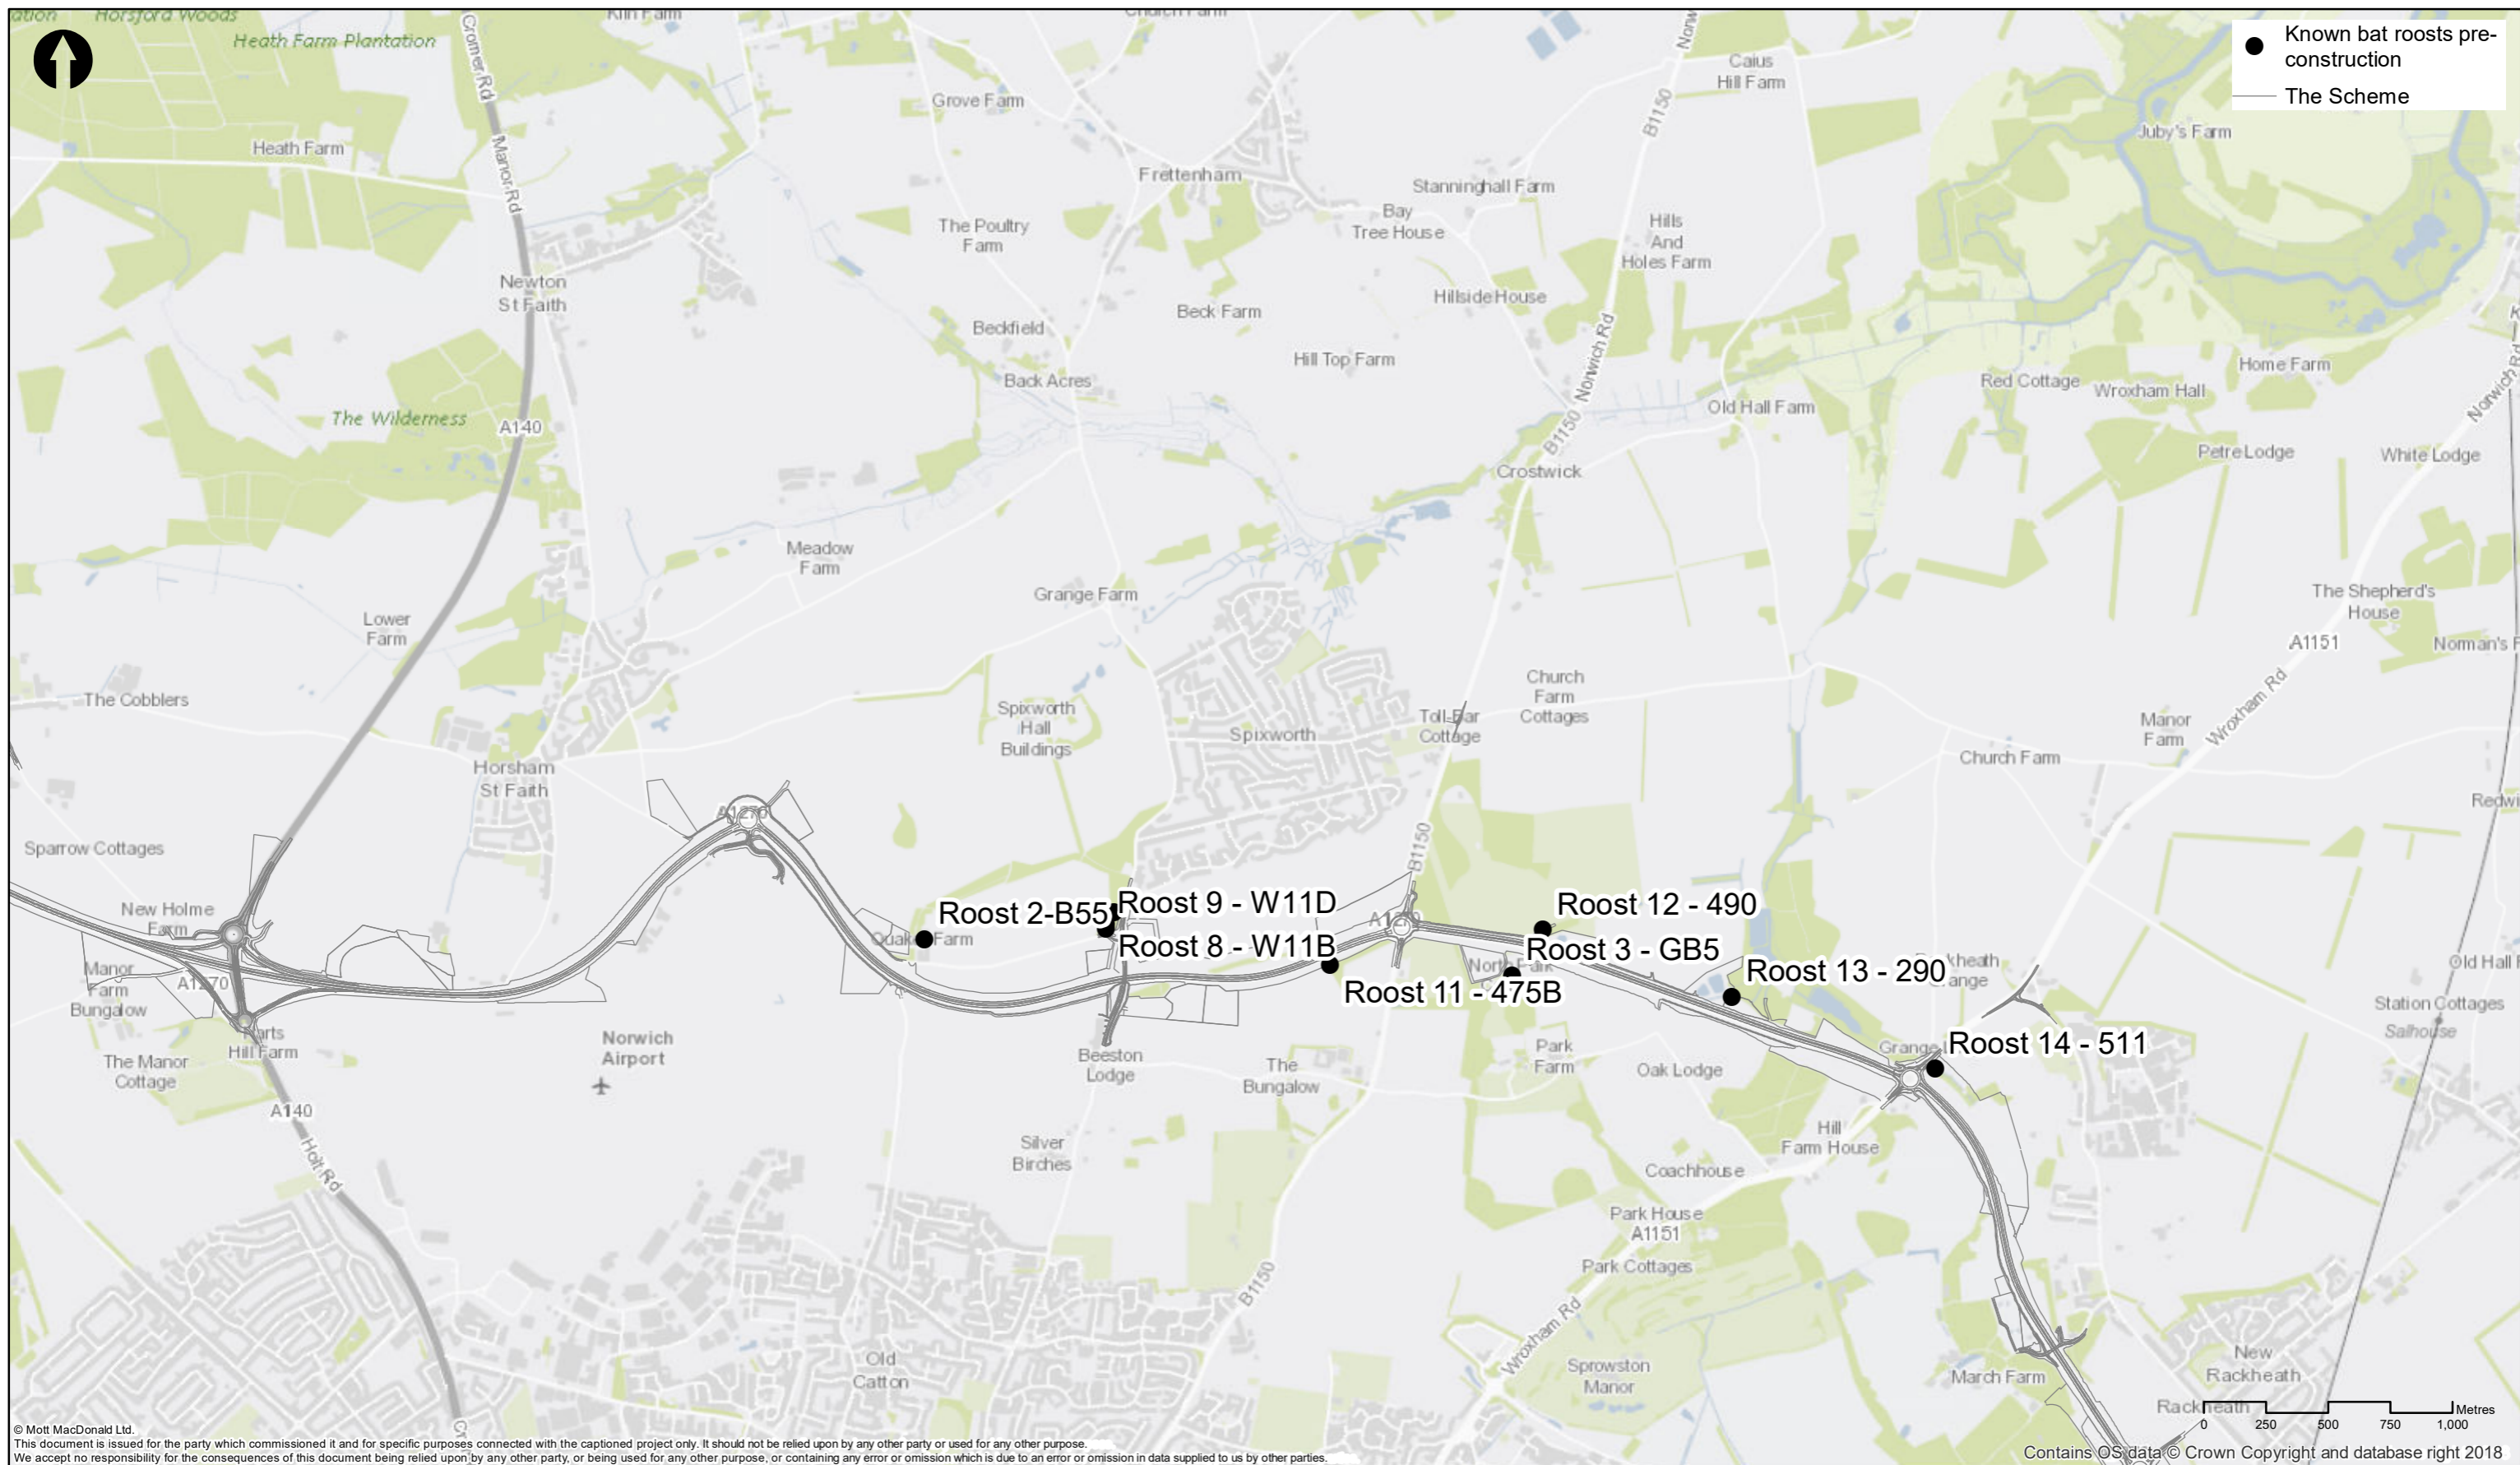 Horsford Woods
Heath Farm Plantation
Kiln Farm
Church Farm
Cromer Rd
Manor Rd
Heath Farm
Grove Farm
Frettenham
The Poultry
Farm
Newton
St Faith
Beckfield
Beck Farm
Back Acres
Hill Top Farm
Bay
Tree House
Stanninghall Farm
Hillside House
Hills
And
Holes Farm
Caius
Hill Farm
B1150
Norwich Rd
B1150
Juby's Farm
Known bat roosts pre-
construction
The Scheme
Home Farm
Red Cottage
Wroxham Hall
Old Hall Farm
Petre Lodge
White Lodge
Norwich Rd
Crostwick
The Wilderness
A140
Meadow
Farm
Grange Farm
Lower
Farm
The Cobblers
Spixworth
Hall
Buildings
Spixworth
Toll-Bar
Cottage
Church
Farm
Cottages
The Shepherd's
House
A1151
Wroxham Rd
Manor
Farm
Church Farm
Horsham
St Faith
Sparrow Cottages
New Holme
Farm
A1270
Manor
Farm
Bungalow
The Manor
Cottage
Hill Farm
A140
Holt Rd
Norwich
Airport
Farm
Roost 2-B55
Roost 9 - W11D
Roost 8 - W11B
Roost 11 - 475B
B1150
Roost 12 - 490
Roost 3 - GB5
Roost 13 - 290
Roost 14 - 511
Old Hall
Station Cottages
Salhouse
Beeston
Lodge
The
Bungalow
Park
Farm
Oak Lodge
Hill
Farm House
Silver
Birches
Coachhouse
Park House
A1151
Park Cottages
B1150
Wroxham Rd
Old
Catton
Sprowston
Manor
March Farm
New
Rackheath
Rackheath
Metres
0 250 500 750 1,000
© Mott MacDonald Ltd.
This document is issued for the party which commissioned it and for specific purposes connected with the captioned project only. It should not be relied upon by any other party or used for any other purpose.
We accept no responsibility for the consequences of this document being relied upon by any other party, or being used for any other purpose, or containing any error or omission which is due to an error or omission in data supplied to us by other parties.
Contains OS data © Crown Copyright and database right 2018